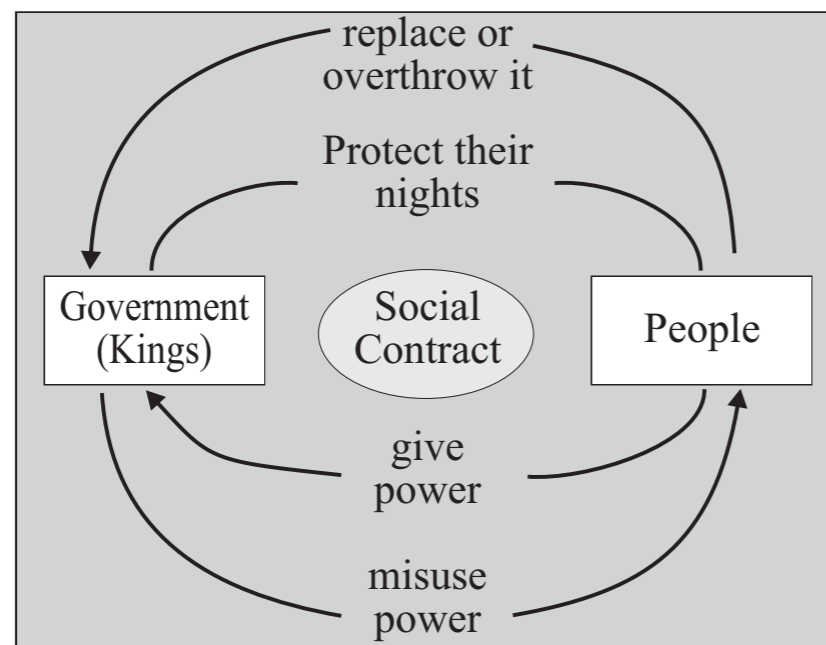 replace or
overthrow it
Protect their
nights
Government
(Kings)
Social
Contract
People
give
power
misuse
power